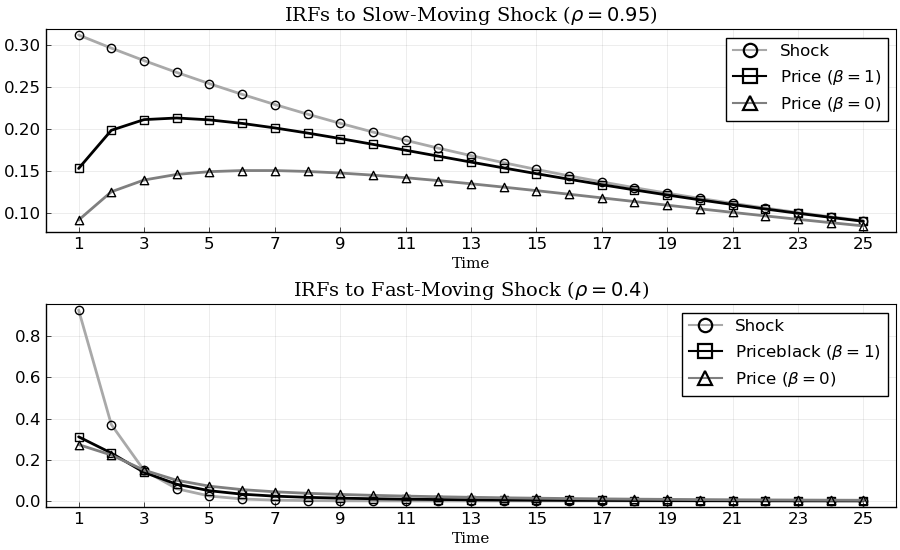 IRFs to Slow-Moving Shock (ρ = 0.95)
0.30
0.25
0.20
0.15
0.10
Shock
Price (β = 1)
Price (β = 0)
1 3 5 7 9 11 13 15 17 19 21 23 25
Time
IRFs to Fast-Moving Shock (ρ = 0.4)
0.8
0.6
0.4
0.2
0.0
Shock
Priceblack (β = 1)
Price (β = 0)
1 3 5 7 9 11 13 15 17 19 21 23 25
Time